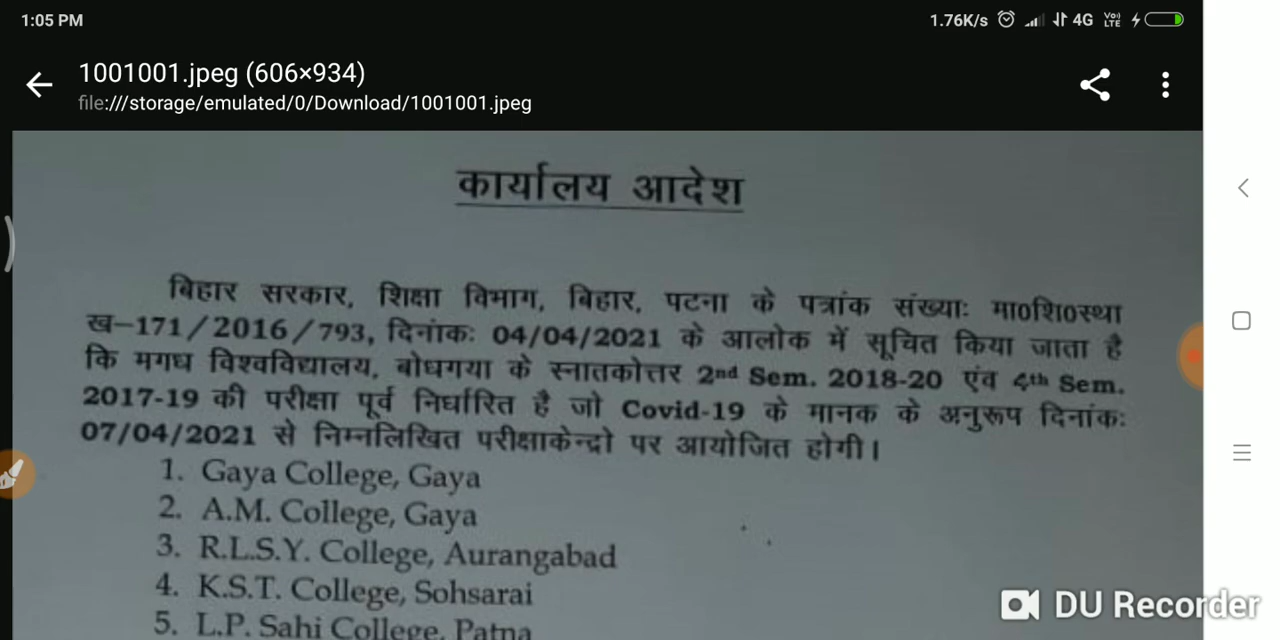 1:05 PM
1.76K/s 4G Vo) LTE
1001001.jpeg (606×934)
file:///storage/emulated/0/Download/1001001.jpeg
कार्यालय आदेश
बिहार सरकार, शिक्षा विभाग, बिहार, पटना के पत्रांक संख्याः मा0शि0स्था
ख–171/2016/793, दिनांकः 04/04/2021 के आलोक में सूचित किया जाता है
कि मगध विश्वविद्यालय, बोधगया के स्नातकोत्तर 2nd Sem. 2018-20 एंव 4th Sem.
2017-19 की परीक्षा पूर्व निर्धारित है जो Covid-19 के मानक के अनुरूप दिनांकः
07/04/2021 से निम्नलिखित परीक्षाकेन्द्रो पर आयोजित होगी।
1. Gaya College, Gaya
2. A.M. College, Gaya
3. R.L.S.Y. College, Aurangabad
4. K.S.T. College, Sohsarai
5. L.P. Sahi College, Patna
DU Recorder